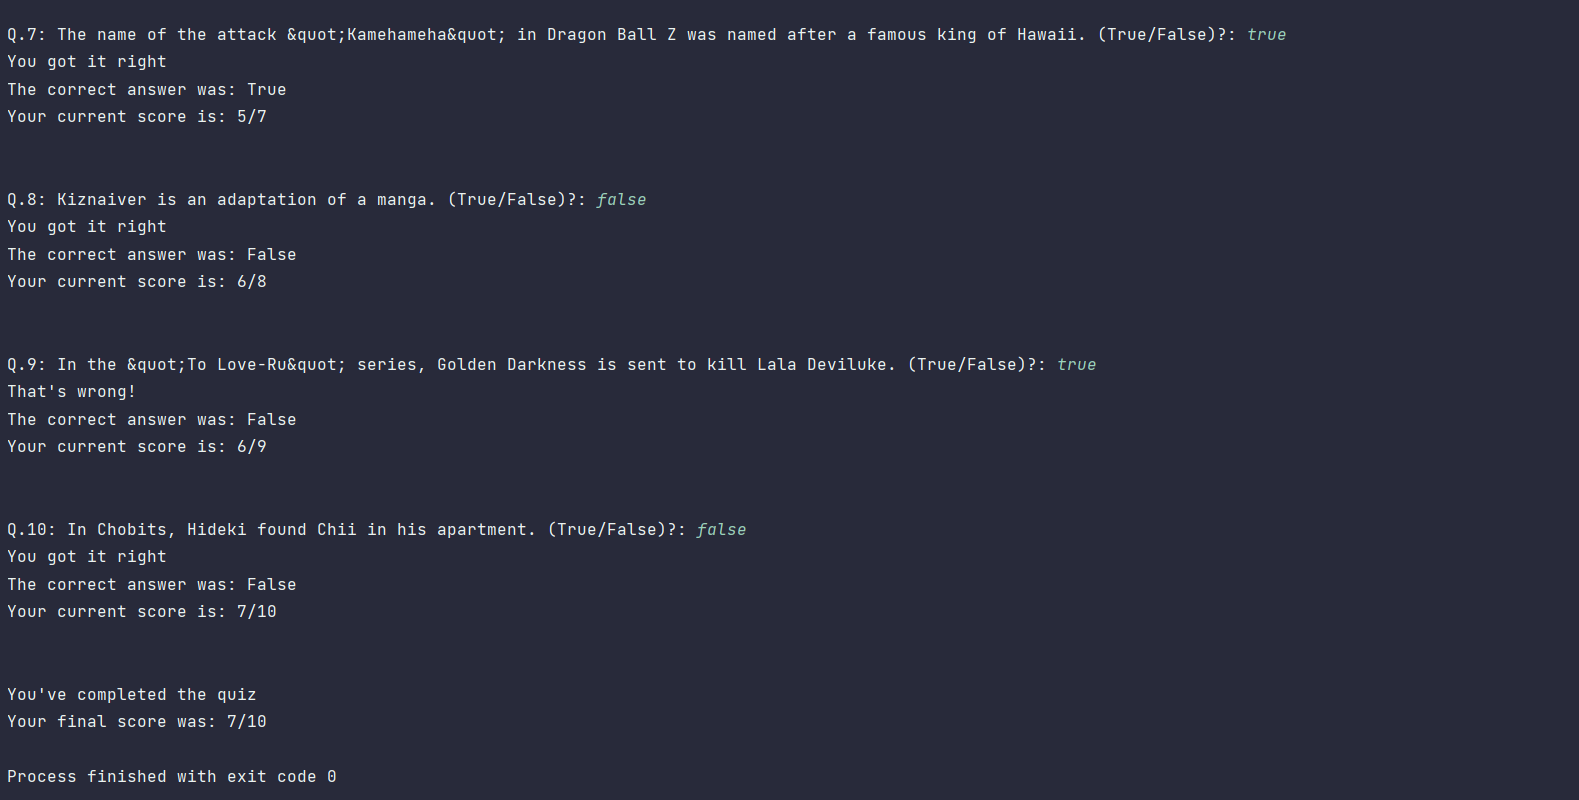 Q.7: The name of the attack &quot;Kamehameha&quot; in Dragon Ball Z was named after a famous king of Hawaii. (True/False)?: true
You got it right
The correct answer was: True
Your current score is: 5/7
Q.8: Kiznaiver is an adaptation of a manga. (True/False)?: false
You got it right
The correct answer was: False
Your current score is: 6/8
Q.9: In the &quot;To Love-Ru&quot; series, Golden Darkness is sent to kill Lala Deviluke. (True/False)?: true
That's wrong!
The correct answer was: False
Your current score is: 6/9
Q.10: In Chobits, Hideki found Chii in his apartment. (True/False)?: false
You got it right
The correct answer was: False
Your current score is: 7/10
You've completed the quiz
Your final score was: 7/10
Process finished with exit code 0